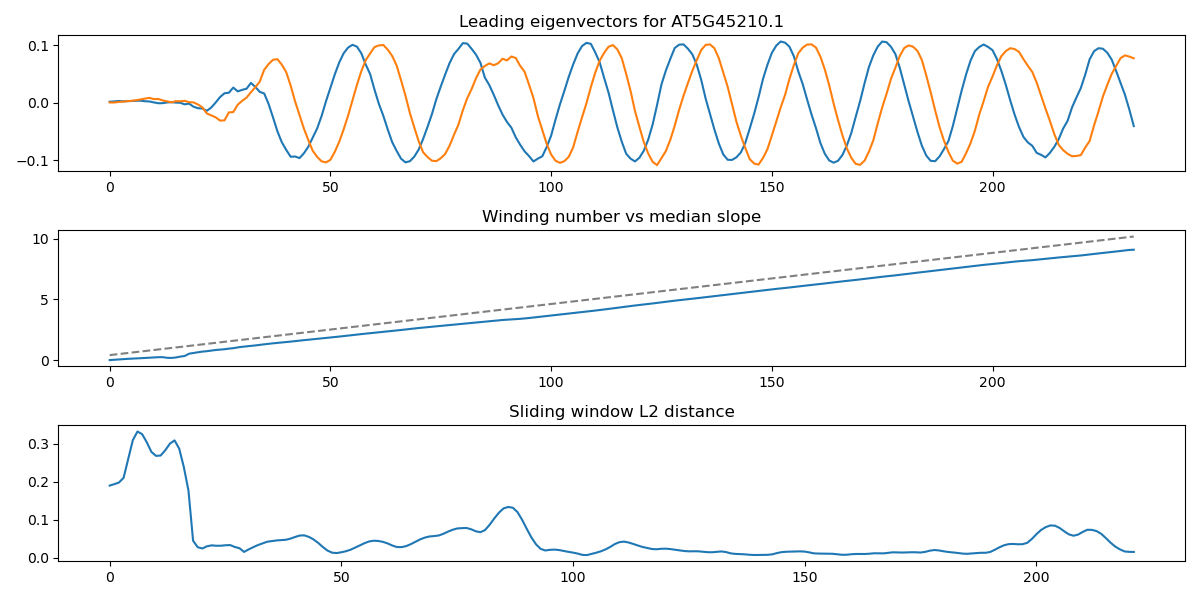 Leading eigenvectors for AT5G45210.1
0.1
0.0
−0.1
0 50 100 150 200
Winding number vs median slope
10
5
0
0 50 100 150 200
Sliding window L2 distance
0.3
0.2
0.1
0.0
0 50 100 150 200